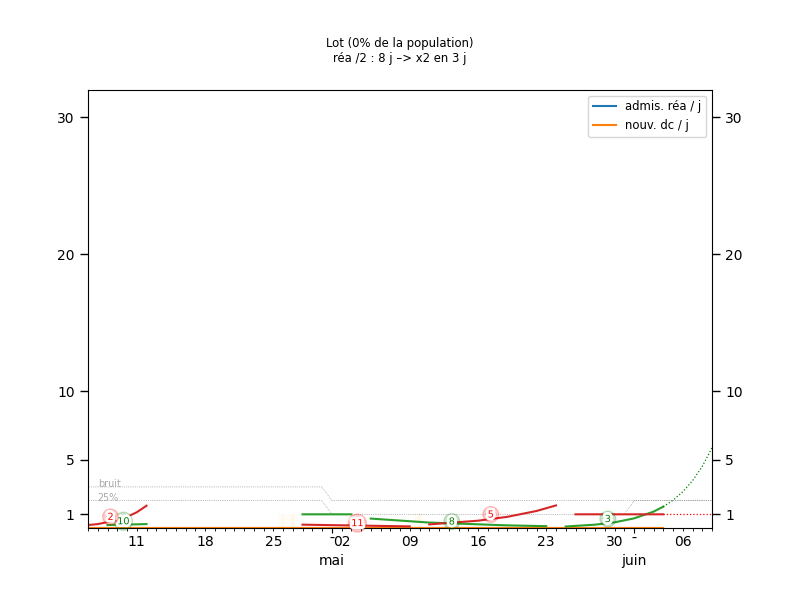 Lot (0% de la population)
réa /2 : 8 j –> x2 en 3 j
admis. réa / j
nouv. dc / j
30 30
20 20
10 10
5 5
bruit
25%
1 1
2 10 11 8 5 3
11 18 25 - 02 09 16 23 30 - 06
mai juin